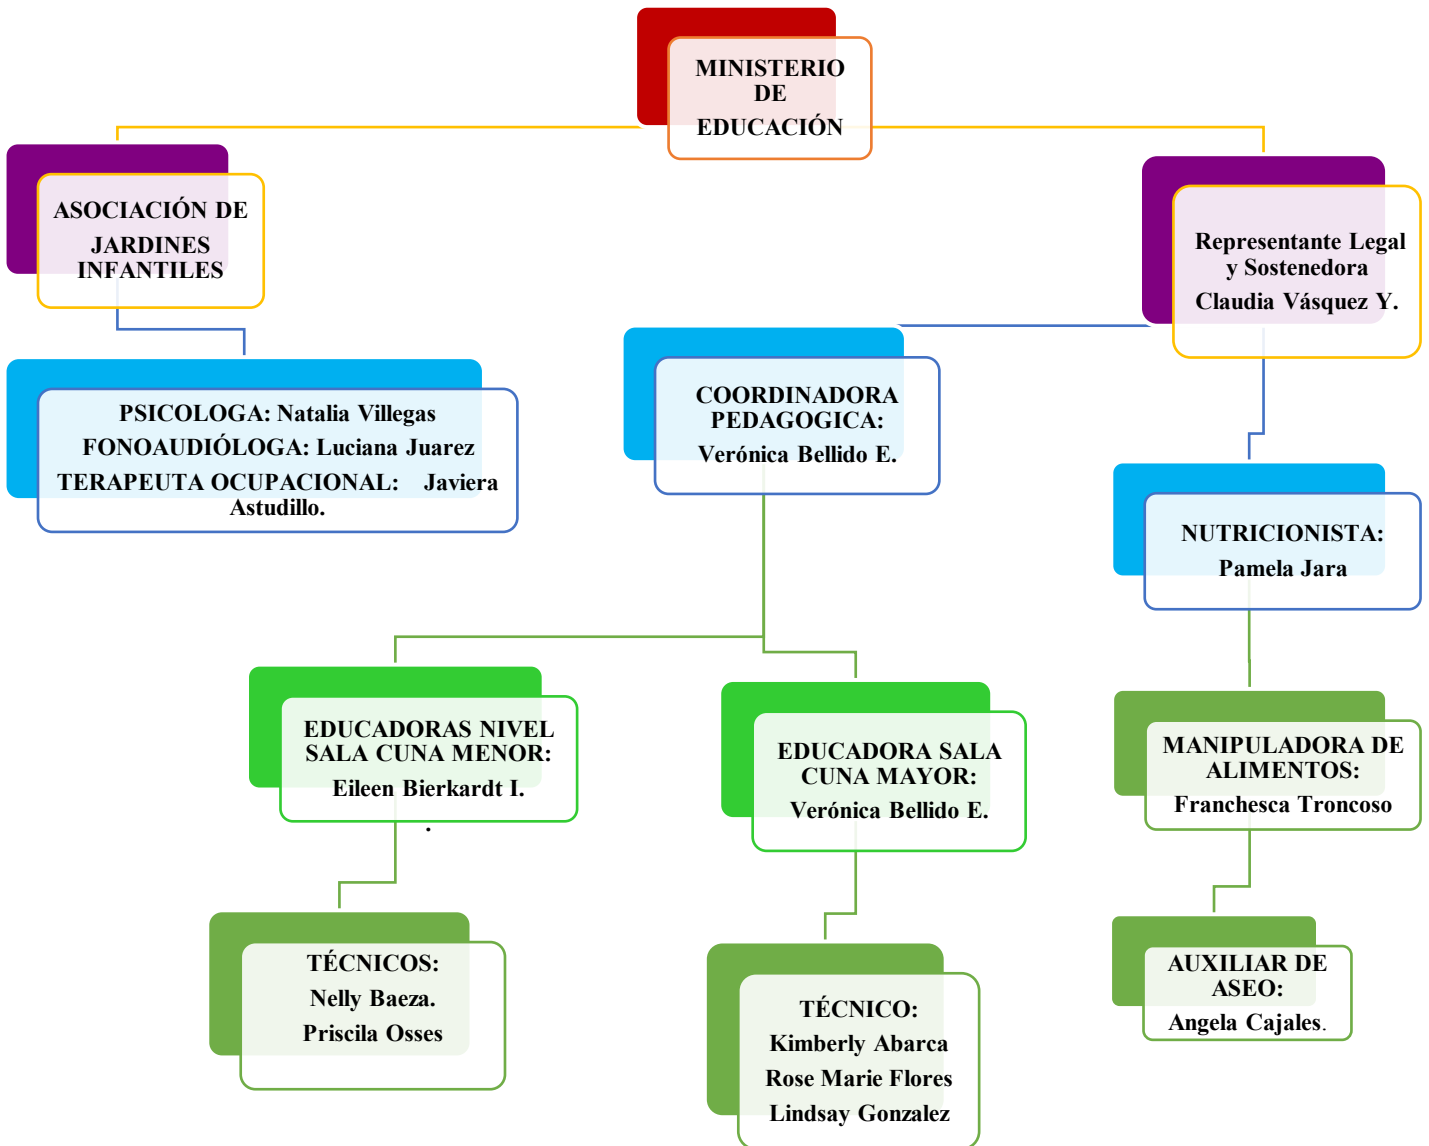 MINISTERIO
DE
EDUCACIÓN
ASOCIACIÓN DE
JARDINES
INFANTILES
Representante Legal
y Sostenedora
Claudia Vásquez Y.
PSICOLOGA: Natalia Villegas
FONOAUDIÓLOGA: Luciana Juarez
TERAPEUTA OCUPACIONAL: Javiera
Astudillo.
COORDINADORA
PEDAGOGICA:
Verónica Bellido E.
NUTRICIONISTA:
Pamela Jara
EDUCADORAS NIVEL
SALA CUNA MENOR:
Eileen Bierkardt I.
.
EDUCADORA SALA
CUNA MAYOR:
Verónica Bellido E.
MANIPULADORA DE
ALIMENTOS:
Franchesca Troncoso
TÉCNICOS:
Nelly Baeza.
Priscila Osses
TÉCNICO:
Kimberly Abarca
Rose Marie Flores
Lindsay Gonzalez
AUXILIAR DE
ASEO:
Angela Cajales.